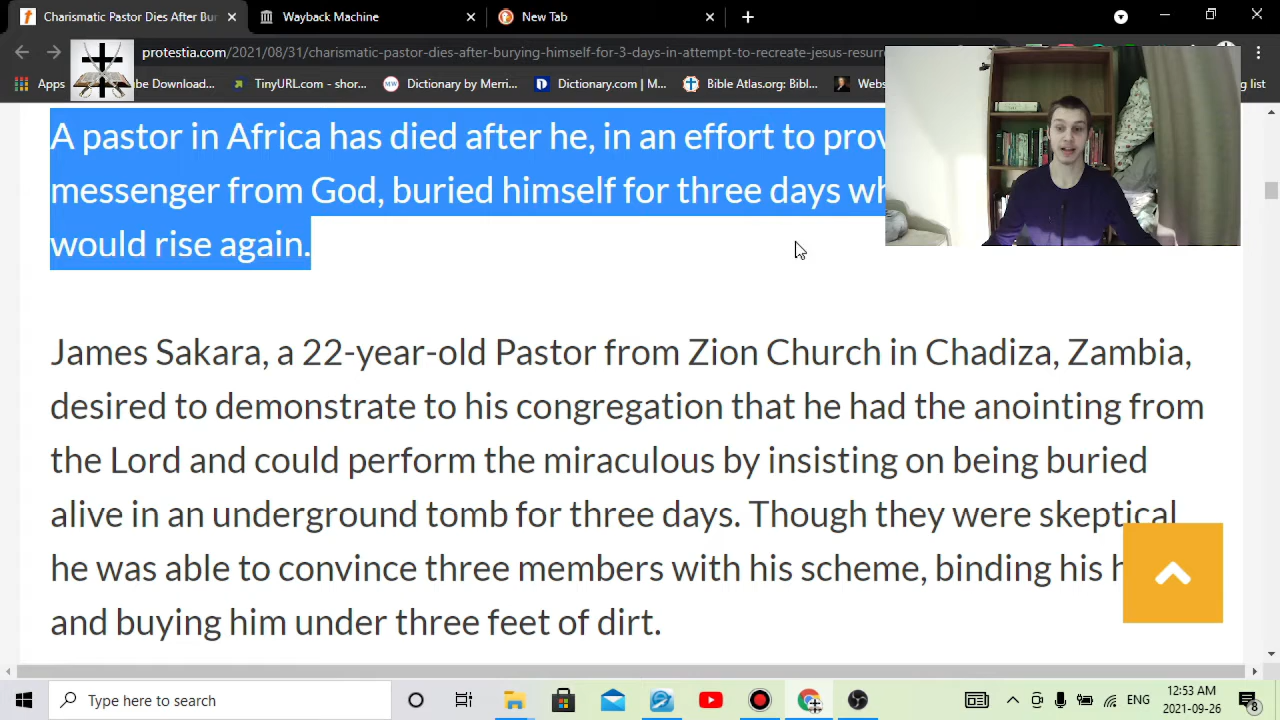 Charismatic Pastor Dies After Bur
Wayback Machine
New Tab
protestia.com/2021/08/31/charismatic-pastor-dies-after-burying-himself-for-3-days-in-attempt-to-recreate-jesus-resurre
Apps
be Download...
TinyURL.com - shor...
Dictionary by Merri...
Dictionary.com | M...
Bible Atlas.org: Bibl...
Webs
ng list
A pastor in Africa has died after he, in an effort to prov
messenger from God, buried himself for three days wh
would rise again.
James Sakara, a 22-year-old Pastor from Zion Church in Chadiza, Zambia,
desired to demonstrate to his congregation that he had the anointing from
the Lord and could perform the miraculous by insisting on being buried
alive in an underground tomb for three days. Though they were skeptical
he was able to convince three members with his scheme, binding his h
and buying him under three feet of dirt.
Type here to search
ENG
12:53 AM
2021-09-26
8